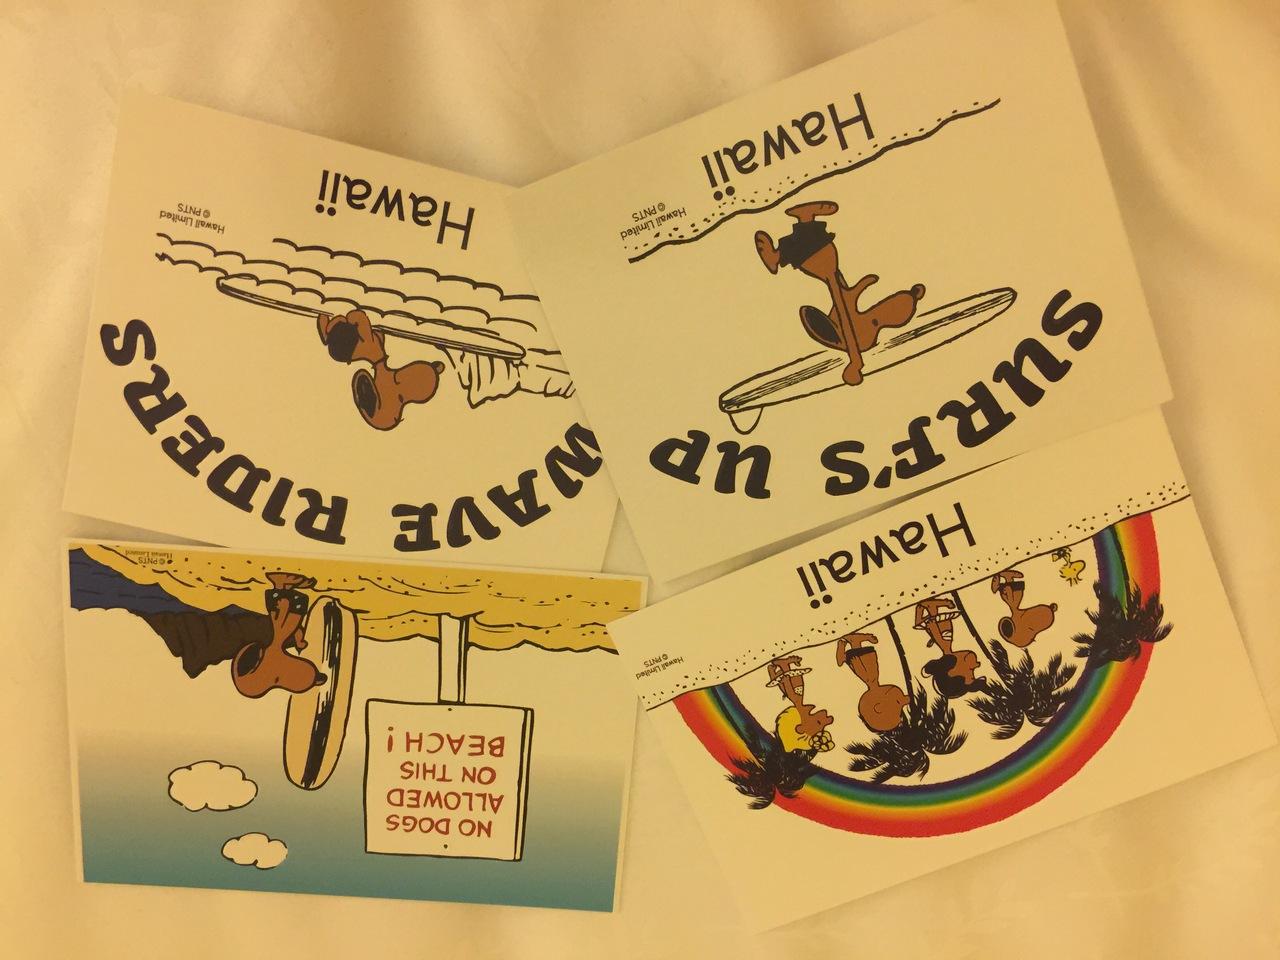 SURF'S UP
© PNTS
Hawaii Limited
Hawaii
WAVE RIDERS
© PNTS
Hawaii Limited
Hawaii
© PNTS
Hawaii Limited
Hawaii
NO DOGS
ALLOWED
ON THIS
BEACH!
© PNTS
Hawaii Limited